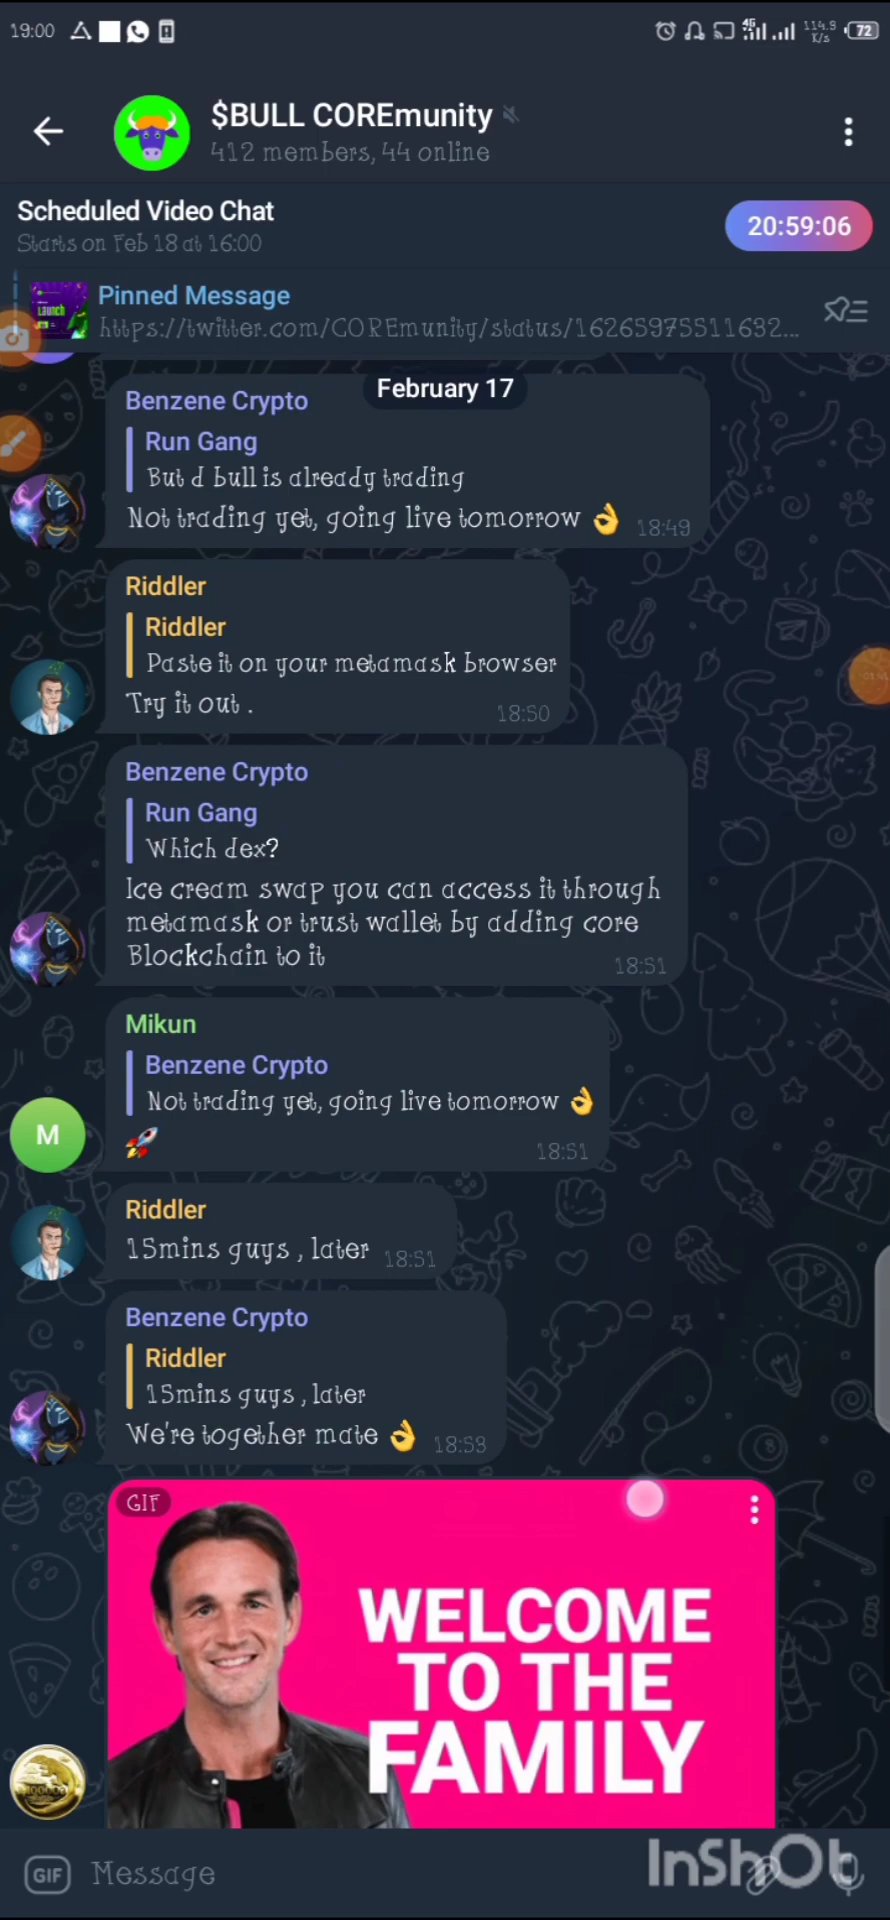 19:00
4G
114.9
K/s
72
$BULL COREmunity
412 members, 44 online
Scheduled Video Chat
Starts on Feb 18 at 16:00
20:59:06
Launch
Pinned Message
https://twitter.com/COREmunity/status/16265975511632...
February 17
Benzene Crypto
Run Gang
But d bull is already trading
Not trading yet, going live tomorrow 👌
18:49
Riddler
Riddler
Paste it on your metamask browser
Try it out .
18:50
Benzene Crypto
Run Gang
Which dex?
Ice cream swap you can access it through
metamask or trust wallet by adding core
Blockchain to it
18:51
Mikun
Benzene Crypto
Not trading yet, going live tomorrow 👌
🚀
18:51
M
Riddler
15mins guys , later
18:51
Benzene Crypto
Riddler
15mins guys , later
We're together mate 👌
18:53
GIF
WELCOME
TO THE
FAMILY
GIF
Message
InShOt